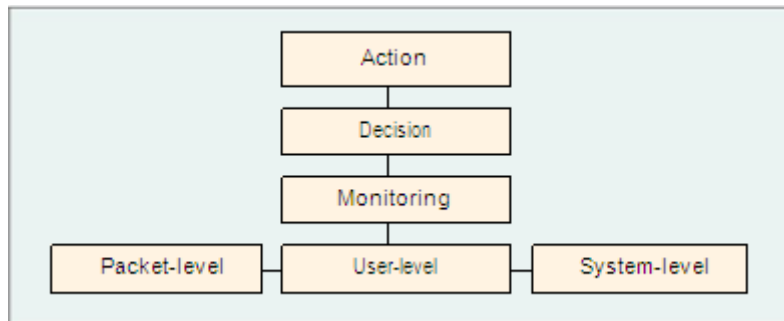 Action
Decision
Monitoring
Packet-level
User-level
System-level